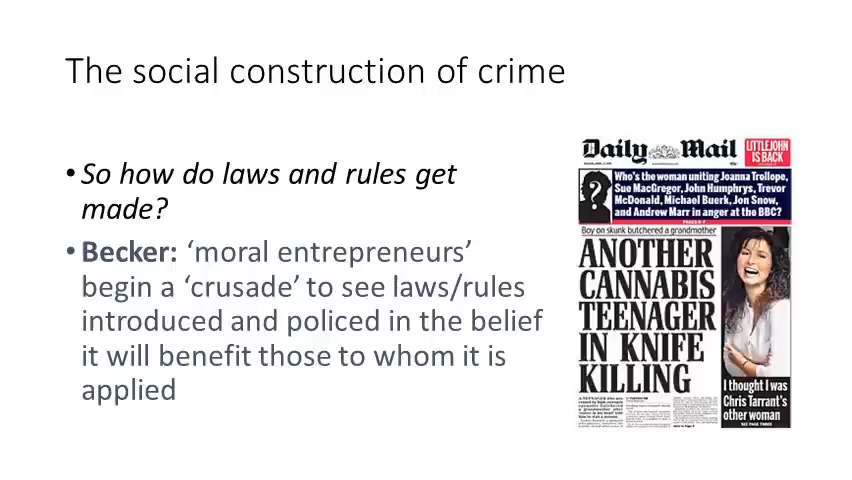 The social construction of crime
• So how do laws and rules get
made?
• Becker: ‘moral entrepreneurs’
begin a ‘crusade’ to see laws/rules
introduced and policed in the belief
it will benefit those to whom it is
applied
Daily Mail
LITTLEJOHN
IS BACK
Who's the woman uniting Joanna Trollope,
Sue MacGregor, John Humphrys, Trevor
McDonald, Michael Buerk, Jon Snow,
and Andrew Marr in anger at the BBC?
Boy on skunk butchered a grandmother
ANOTHER
CANNABIS
TEENAGER
IN KNIFE
KILLING
I thought I was
Chris Tarrant's
other woman
SEE PAGE THREE